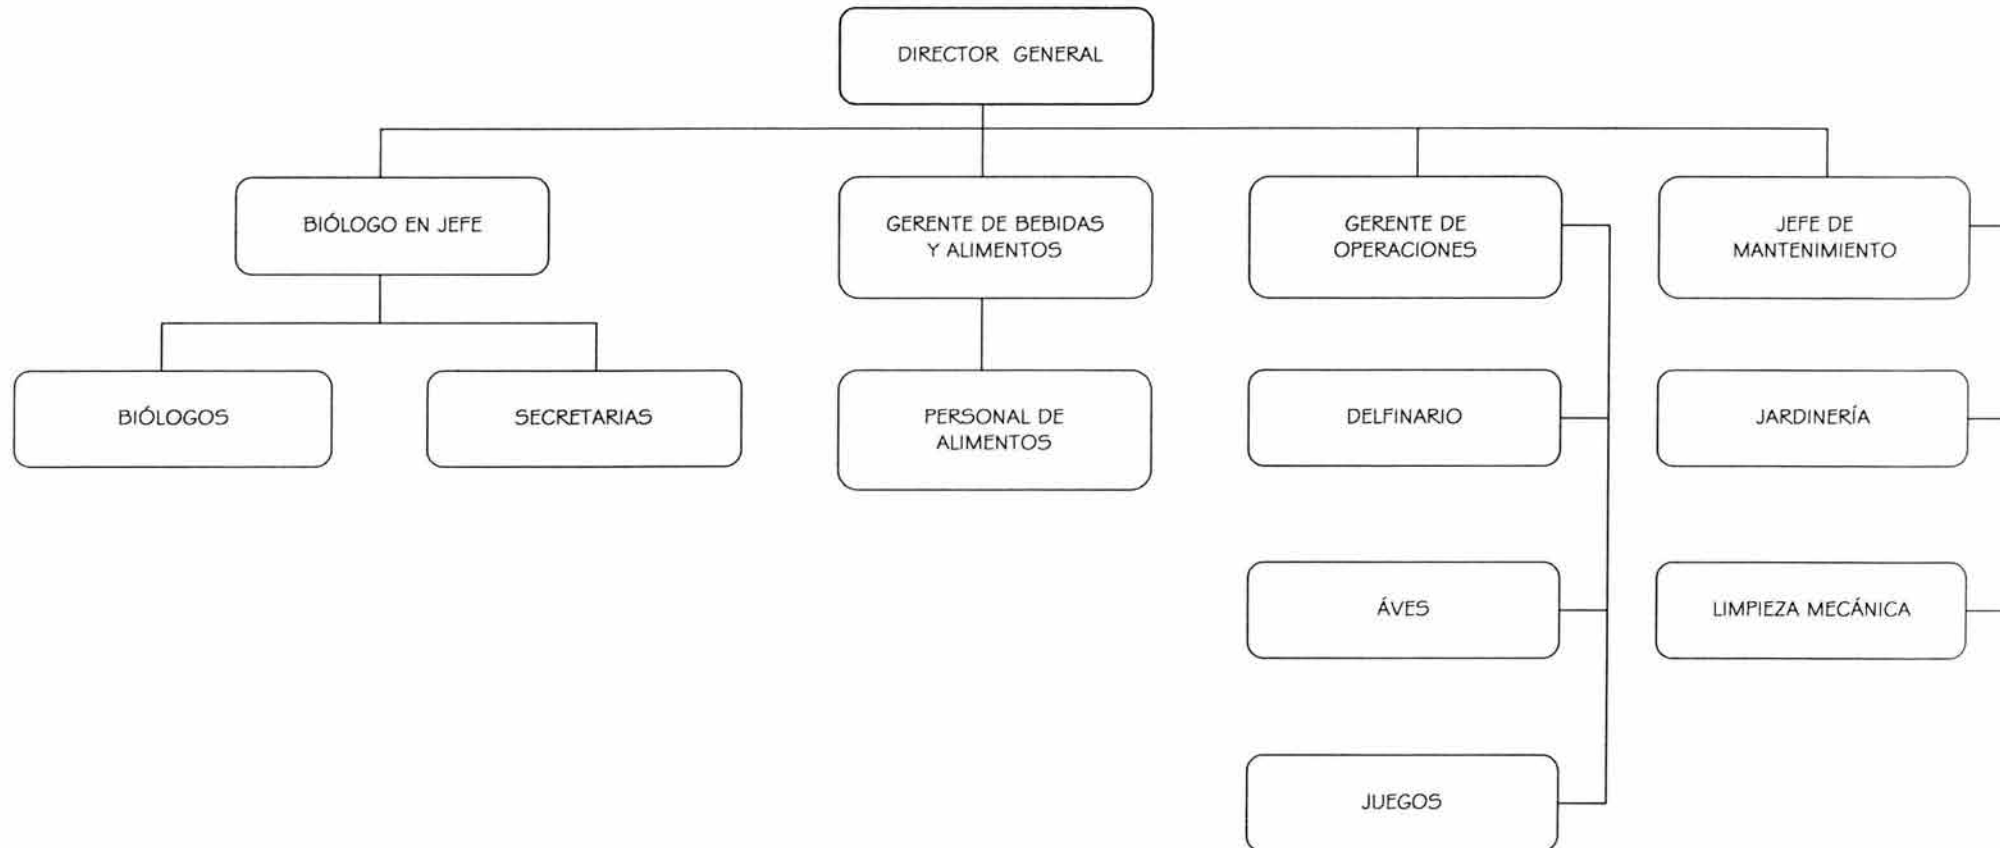 DIRECTOR GENERAL
BIÓLOGO EN JEFE
GERENTE DE BEBIDAS
Y ALIMENTOS
GERENTE DE
OPERACIONES
JEFE DE
MANTENIMIENTO
BIÓLOGOS
SECRETARIAS
PERSONAL DE
ALIMENTOS
DELFINARIO
JARDINERÍA
ÁVES
LIMPIEZA MECÁNICA
JUEGOS